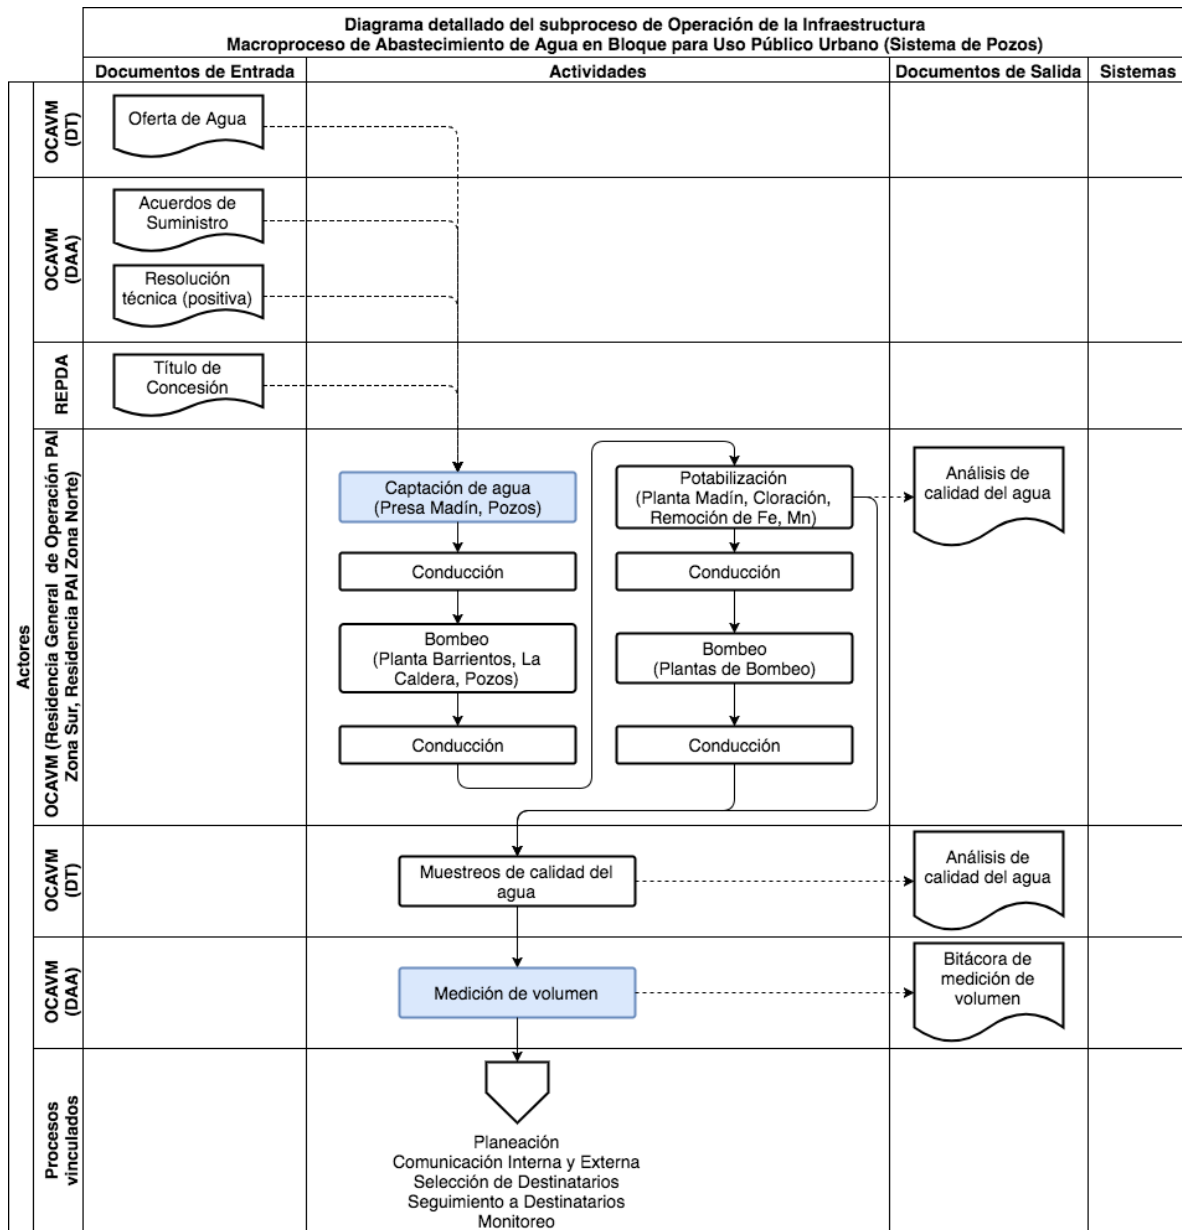 Diagrama detallado del subproceso de Operación de la Infraestructura
Macroproceso de Abastecimiento de Agua en Bloque para Uso Público Urbano (Sistema de Pozos)
Documentos de Entrada
Actividades
Documentos de Salida
Sistemas
Actores
OCAVM
(DT)
Oferta de Agua
OCAVM
(DAA)
Acuerdos de
Suministro
Resolución
técnica (positiva)
REPDA
Título de
Concesión
OCAVM (Residencia General  de Operación PAI
Zona Sur, Residencia PAI Zona Norte)
Captación de agua
(Presa Madín, Pozos)
Conducción
Bombeo
(Planta Barrientos, La
Caldera, Pozos)
Conducción
Potabilización
(Planta Madín, Cloración,
Remoción de Fe, Mn)
Conducción
Bombeo
(Plantas de Bombeo)
Conducción
Análisis de
calidad del agua
OCAVM
(DT)
Muestreos de calidad del
agua
Análisis de
calidad del agua
OCAVM
(DAA)
Medición de volumen
Bitácora de
medición de
volumen
Procesos
vinculados
Planeación
Comunicación Interna y Externa
Selección de Destinatarios
Seguimiento a Destinatarios
Monitoreo